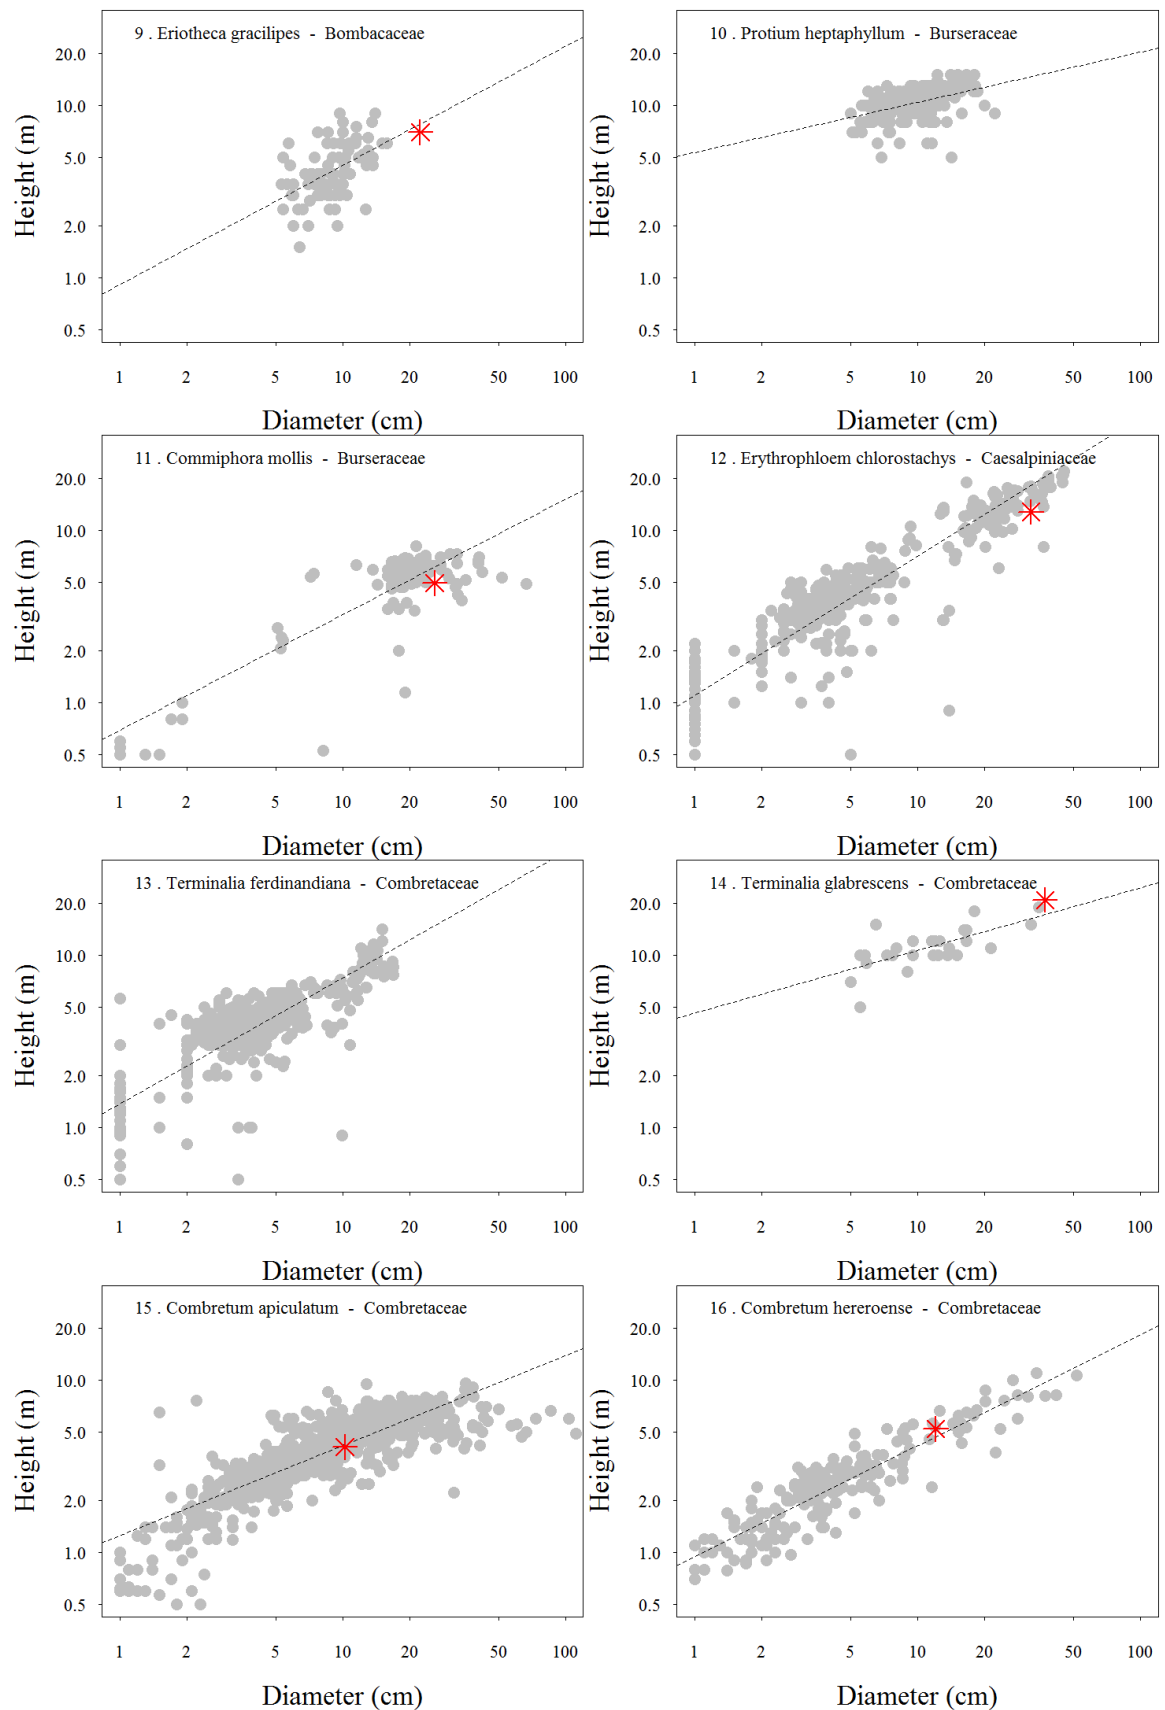 9 . Eriotheca gracilipes - Bombacaceae
Height (m)
20.0
10.0
5.0
2.0
1.0
0.5
1 2 5 10 20 50 100
Diameter (cm)
10 . Protium heptaphyllum - Burseraceae
Height (m)
20.0
10.0
5.0
2.0
1.0
0.5
1 2 5 10 20 50 100
Diameter (cm)
11 . Commiphora mollis - Burseraceae
Height (m)
20.0
10.0
5.0
2.0
1.0
0.5
1 2 5 10 20 50 100
Diameter (cm)
12 . Erythrophloem chlorostachys - Caesalpiniaceae
Height (m)
20.0
10.0
5.0
2.0
1.0
0.5
1 2 5 10 20 50 100
Diameter (cm)
13 . Terminalia ferdinandiana - Combretaceae
Height (m)
20.0
10.0
5.0
2.0
1.0
0.5
1 2 5 10 20 50 100
Diameter (cm)
14 . Terminalia glabrescens - Combretaceae
Height (m)
20.0
10.0
5.0
2.0
1.0
0.5
1 2 5 10 20 50 100
Diameter (cm)
15 . Combretum apiculatum - Combretaceae
Height (m)
20.0
10.0
5.0
2.0
1.0
0.5
1 2 5 10 20 50 100
Diameter (cm)
16 . Combretum hereroense - Combretaceae
Height (m)
20.0
10.0
5.0
2.0
1.0
0.5
1 2 5 10 20 50 100
Diameter (cm)